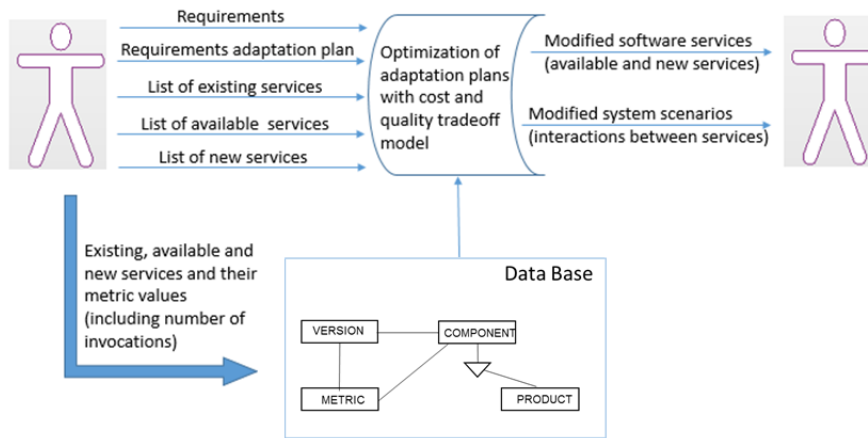 Requirements
Requirements adaptation plan
List of existing services
List of available services
List of new services
Optimization of
adaptation plans
with cost and
quality tradeoff
model
Modified software services
(available and new services)
Modified system scenarios
(interactions between services)
Existing, available and
new services and their
metric values
(including number of
invocations)
Data Base
VERSION
COMPONENT
METRIC
PRODUCT